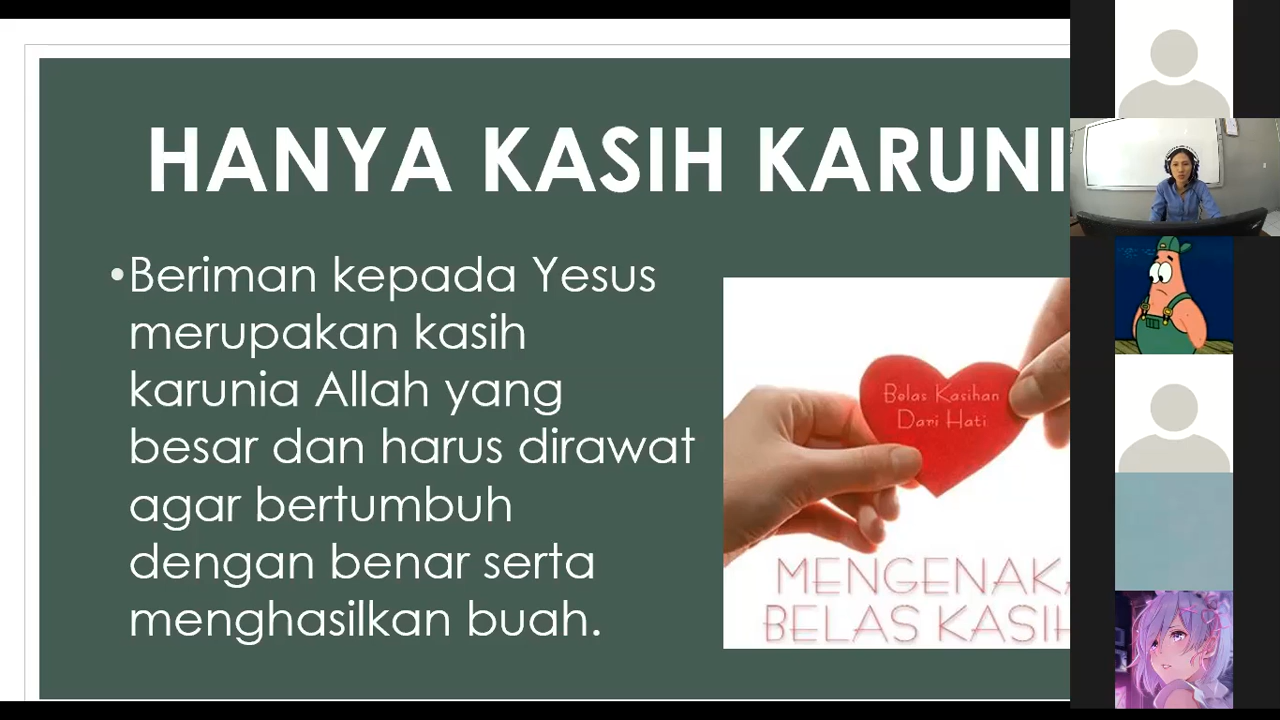 HANYA KASIH KARUNI
•Beriman kepada Yesus
merupakan kasih
karunia Allah yang
besar dan harus dirawat
agar bertumbuh
dengan benar serta
menghasilkan buah.
Belas Kasihan
Dari Hati
MENGENAKA
BELAS KASIH